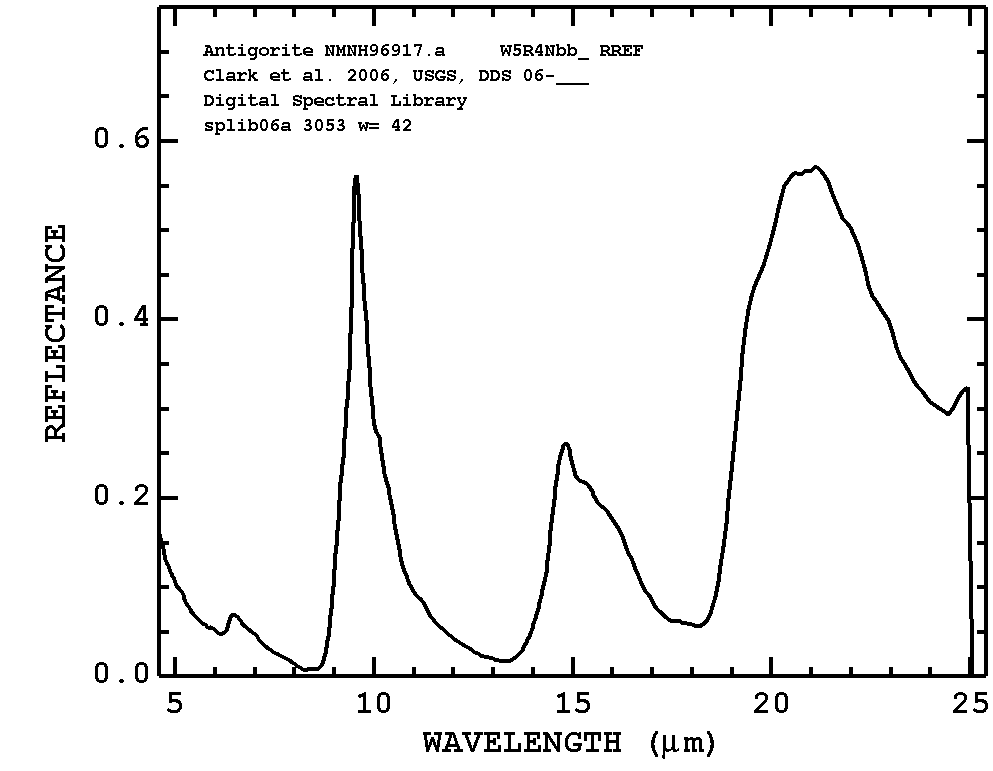 Antigorite NMNH96917.a W5R4Nbb_ RREF
Clark et al. 2006, USGS, DDS 06-___
Digital Spectral Library
splib06a 3053 w= 42
REFLECTANCE
0.6
0.4
0.2
0.0
5 10 15 20 25
WAVELENGTH (μm)